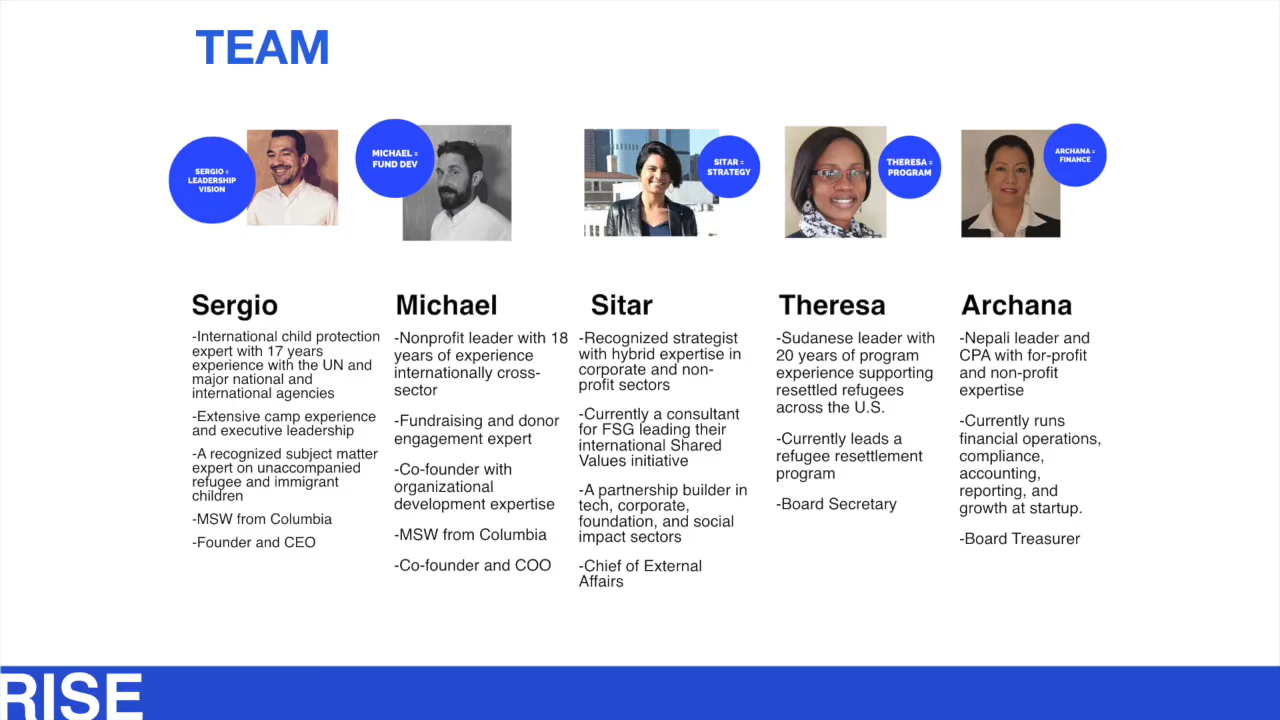 TEAM
SERGIO =
LEADERSHIP
VISION
MICHAEL =
FUND DEV
SITAR =
STRATEGY
THERESA =
PROGRAM
ARCHANA =
FINANCE
Sergio
-International child protection
expert with 17 years
experience with the UN and
major national and
international agencies
-Extensive camp experience
and executive leadership
-A recognized subject matter
expert on unaccompanied
refugee and immigrant
children
-MSW from Columbia
-Founder and CEO
Michael
-Nonprofit leader with 18
years of experience
internationally cross-
sector
-Fundraising and donor
engagement expert
-Co-founder with
organizational
development expertise
-MSW from Columbia
-Co-founder and COO
Sitar
-Recognized strategist
with hybrid expertise in
corporate and non-
profit sectors
-Currently a consultant
for FSG leading their
international Shared
Values initiative
-A partnership builder in
tech, corporate,
foundation, and social
impact sectors
-Chief of External
Affairs
Theresa
-Sudanese leader with
20 years of program
experience supporting
resettled refugees
across the U.S.
-Currently leads a
refugee resettlement
program
-Board Secretary
Archana
-Nepali leader and
CPA with for-profit
and non-profit
expertise
-Currently runs
financial operations,
compliance,
accounting,
reporting, and
growth at startup.
-Board Treasurer
RISE